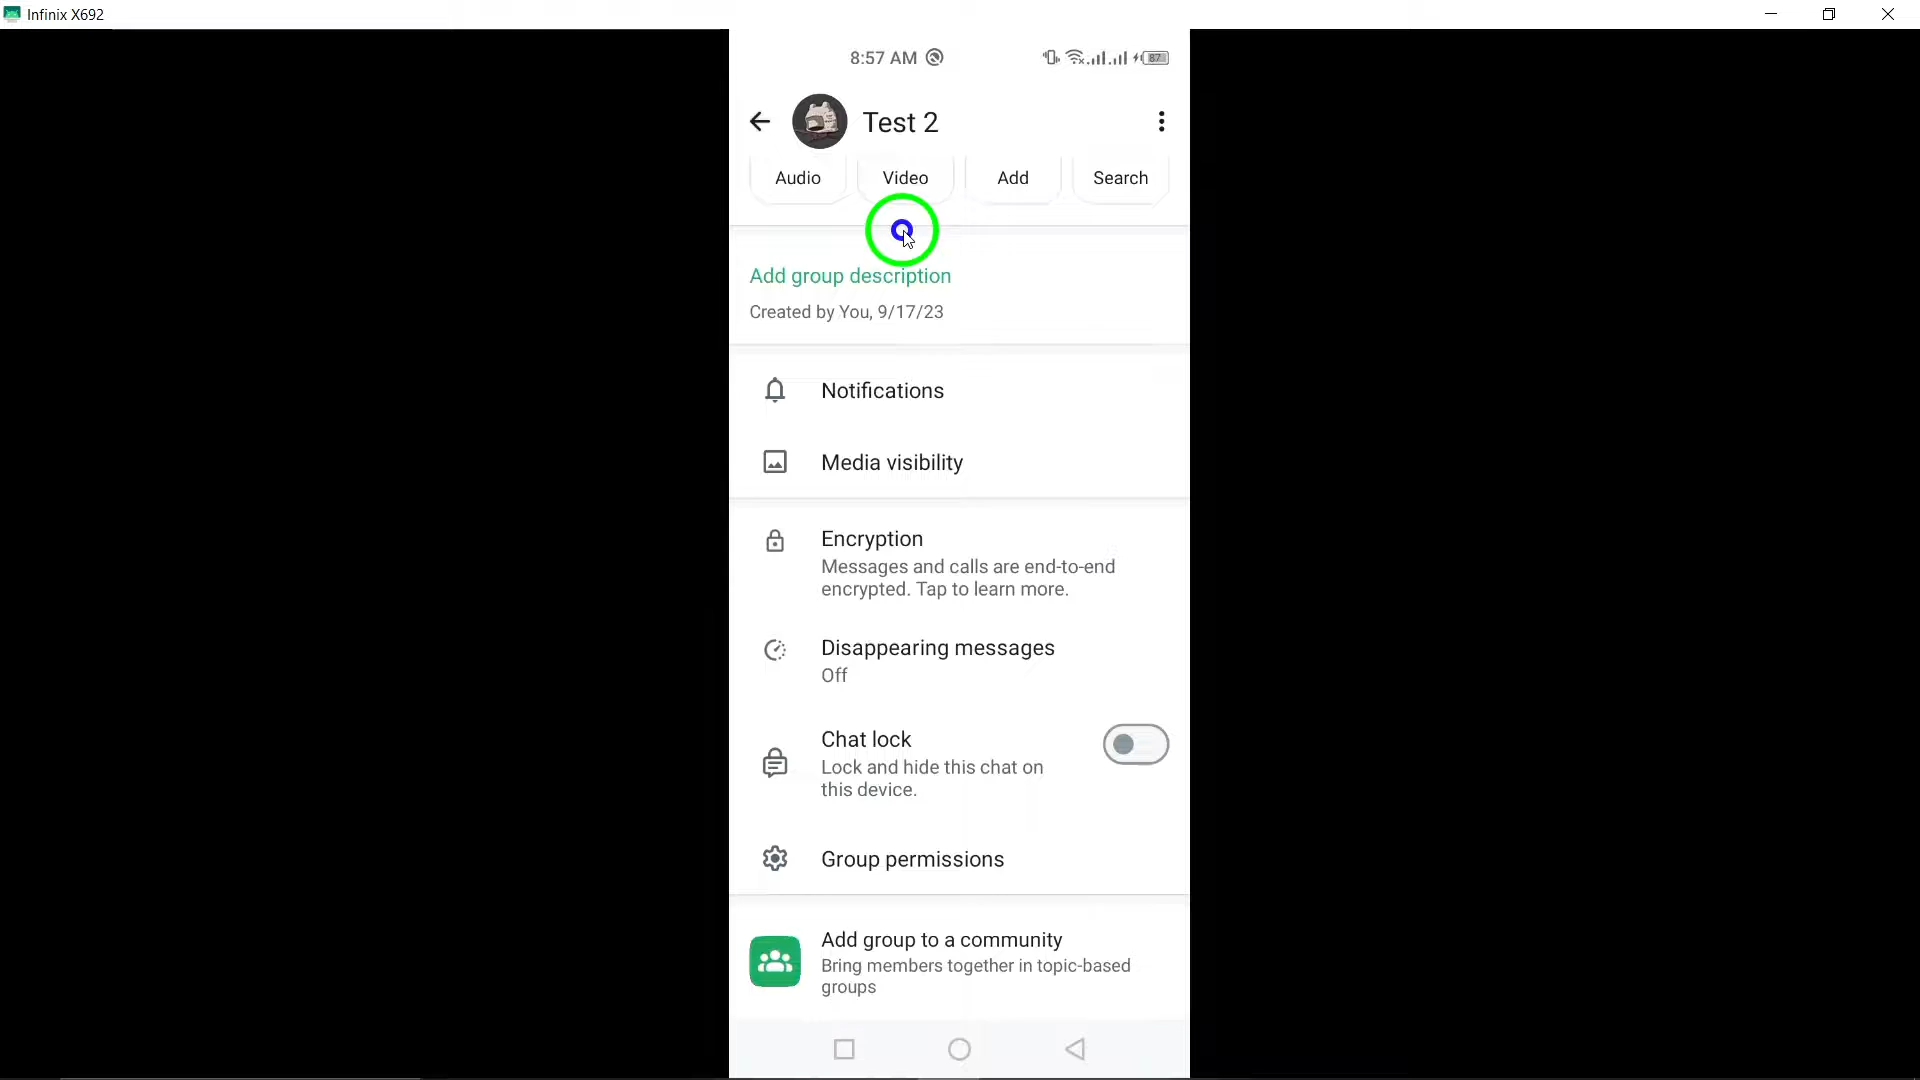 Infinix X692
8:57 AM
87
Test 2
Audio
Video
Add
Search
Add group description
Created by You, 9/17/23
Notifications
Media visibility
Encryption
Messages and calls are end-to-end
encrypted. Tap to learn more.
Disappearing messages
Off
Chat lock
Lock and hide this chat on
this device.
Group permissions
Add group to a community
Bring members together in topic-based
groups